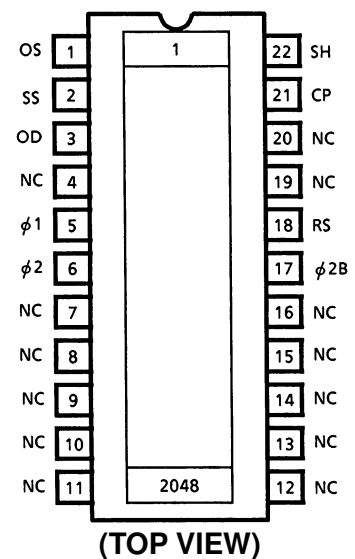 OS 1 1 22 SH
SS 2 21 CP
OD 3 20 NC
NC 4 19 NC
ϕ1 5 18 RS
ϕ2 6 17 ϕ2B
NC 7 16 NC
NC 8 15 NC
NC 9 14 NC
NC 10 13 NC
NC 11 2048 12 NC
(TOP VIEW)